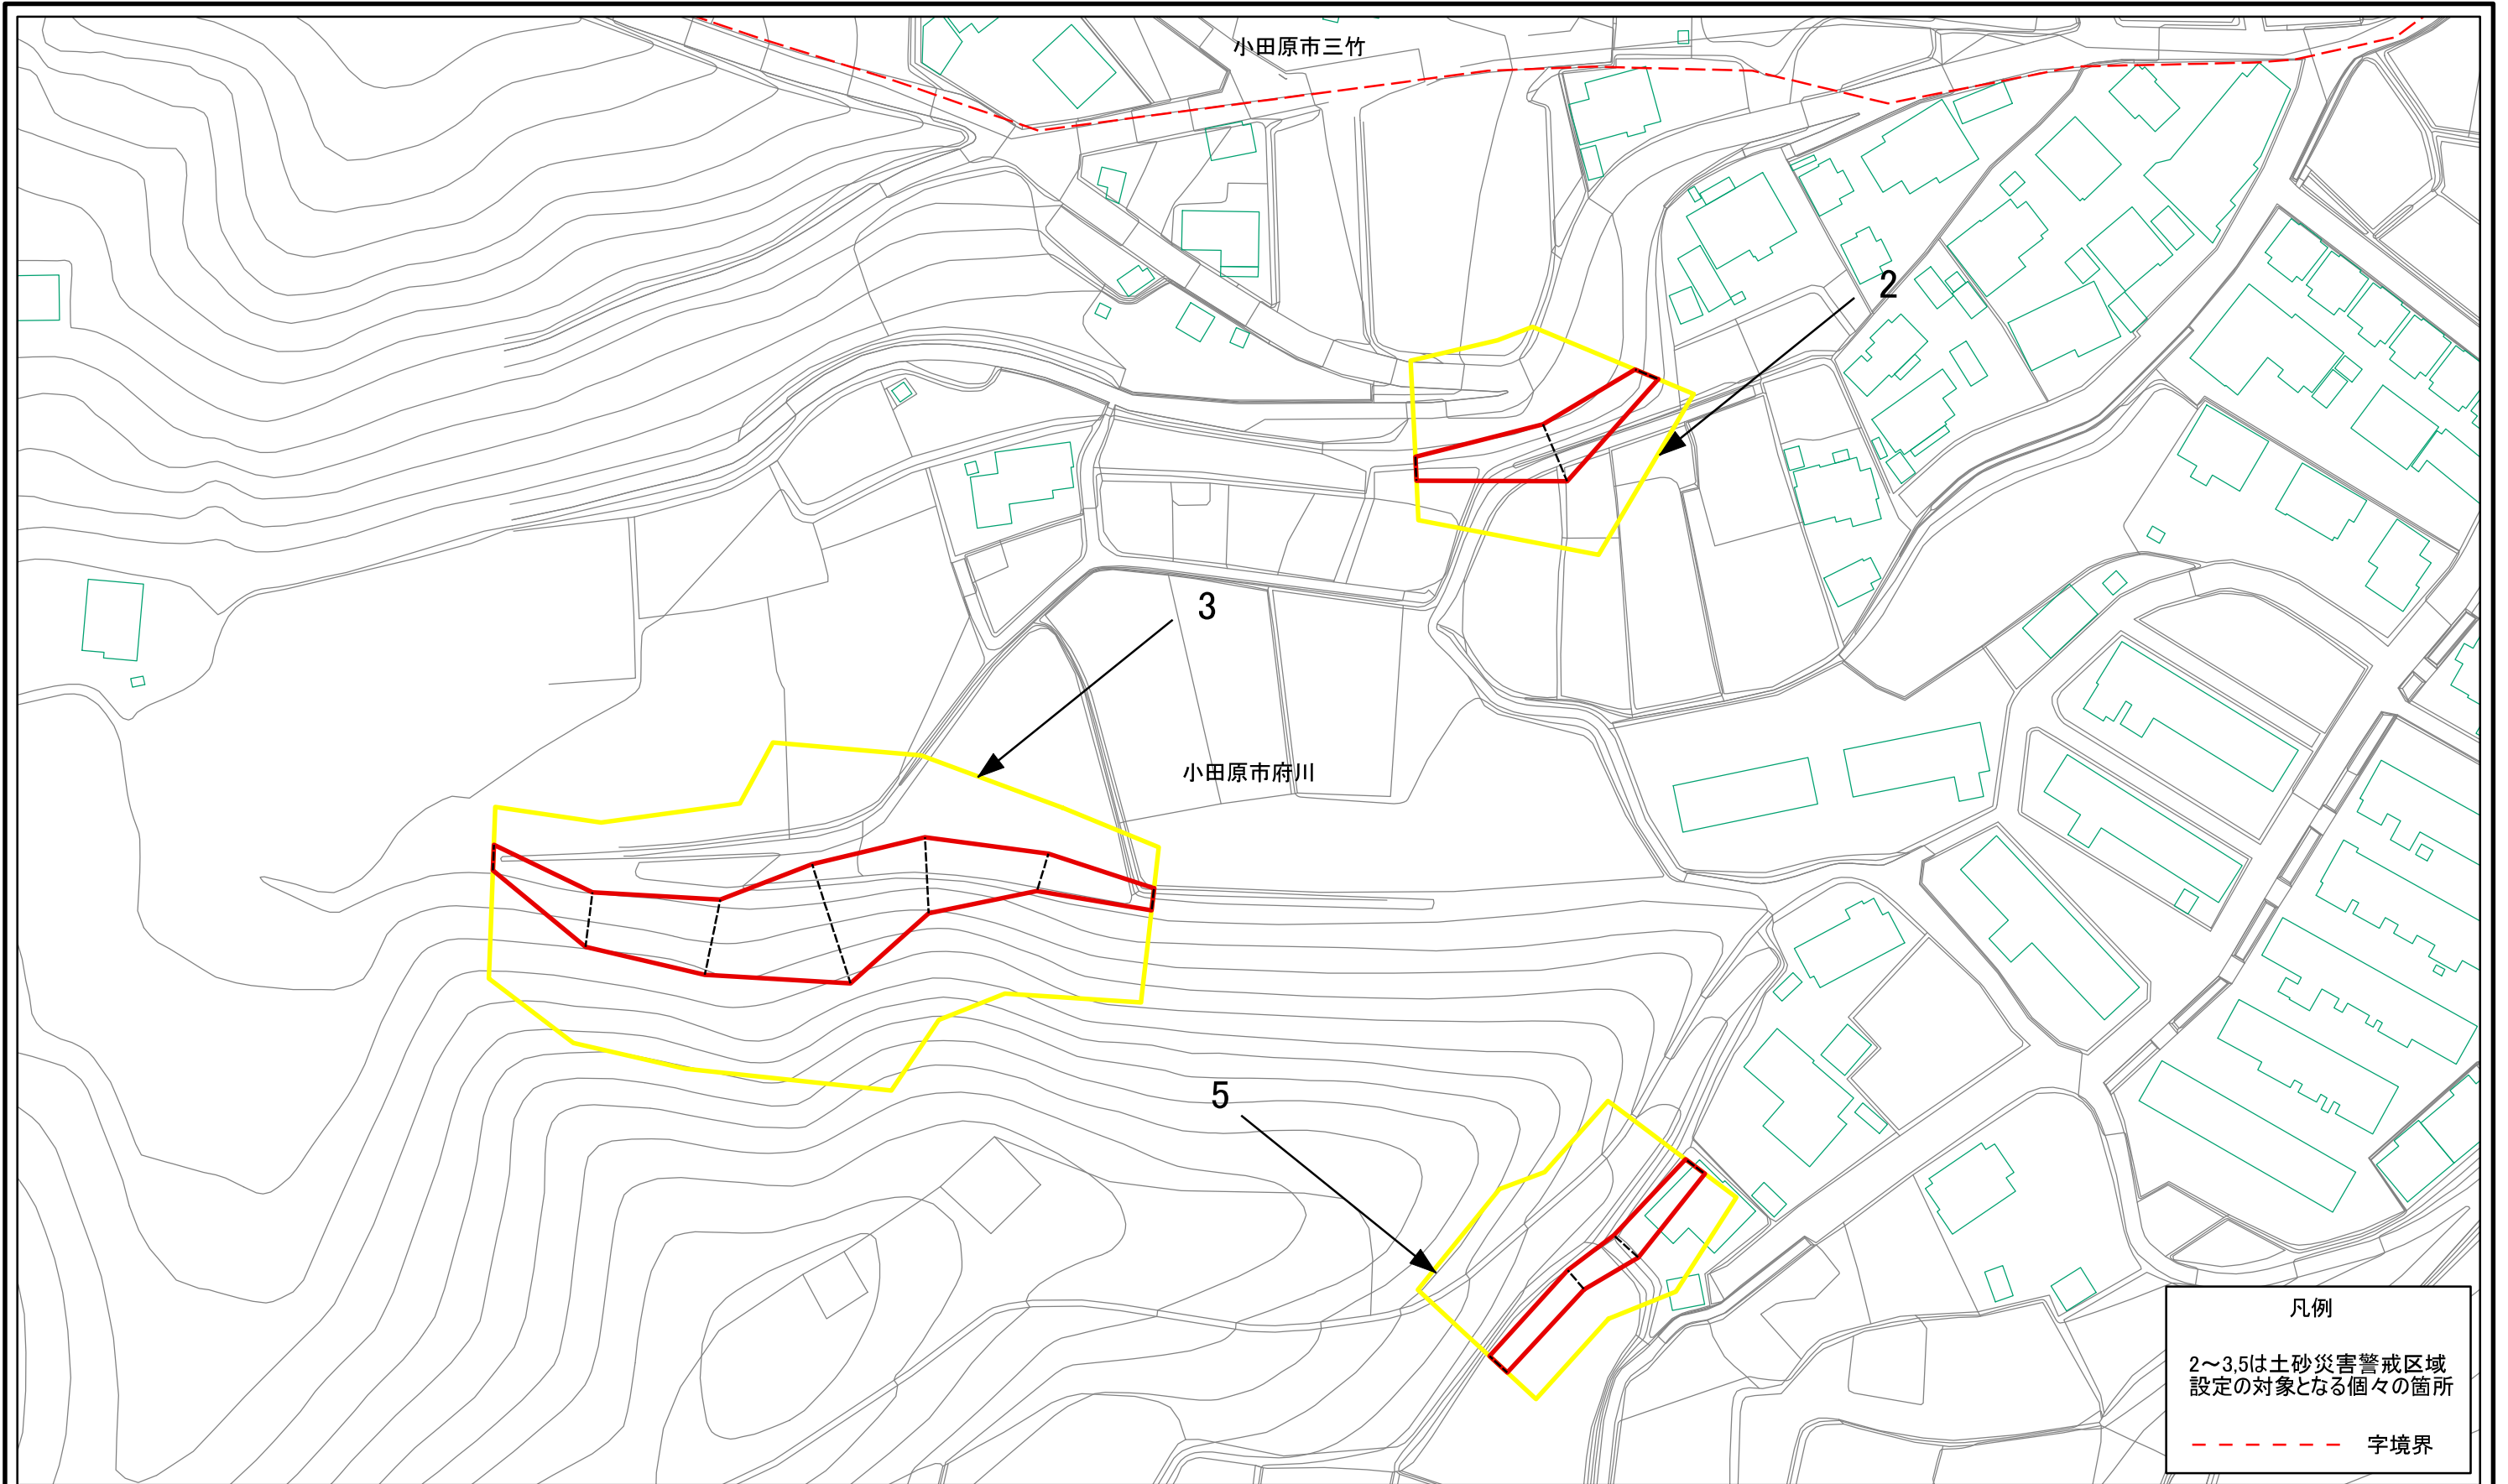 小田原市三竹
2
3
小田原市府川
5
凡例
2～3,5は土砂災害警戒区域
設定の対象となる個々の箇所
字境界